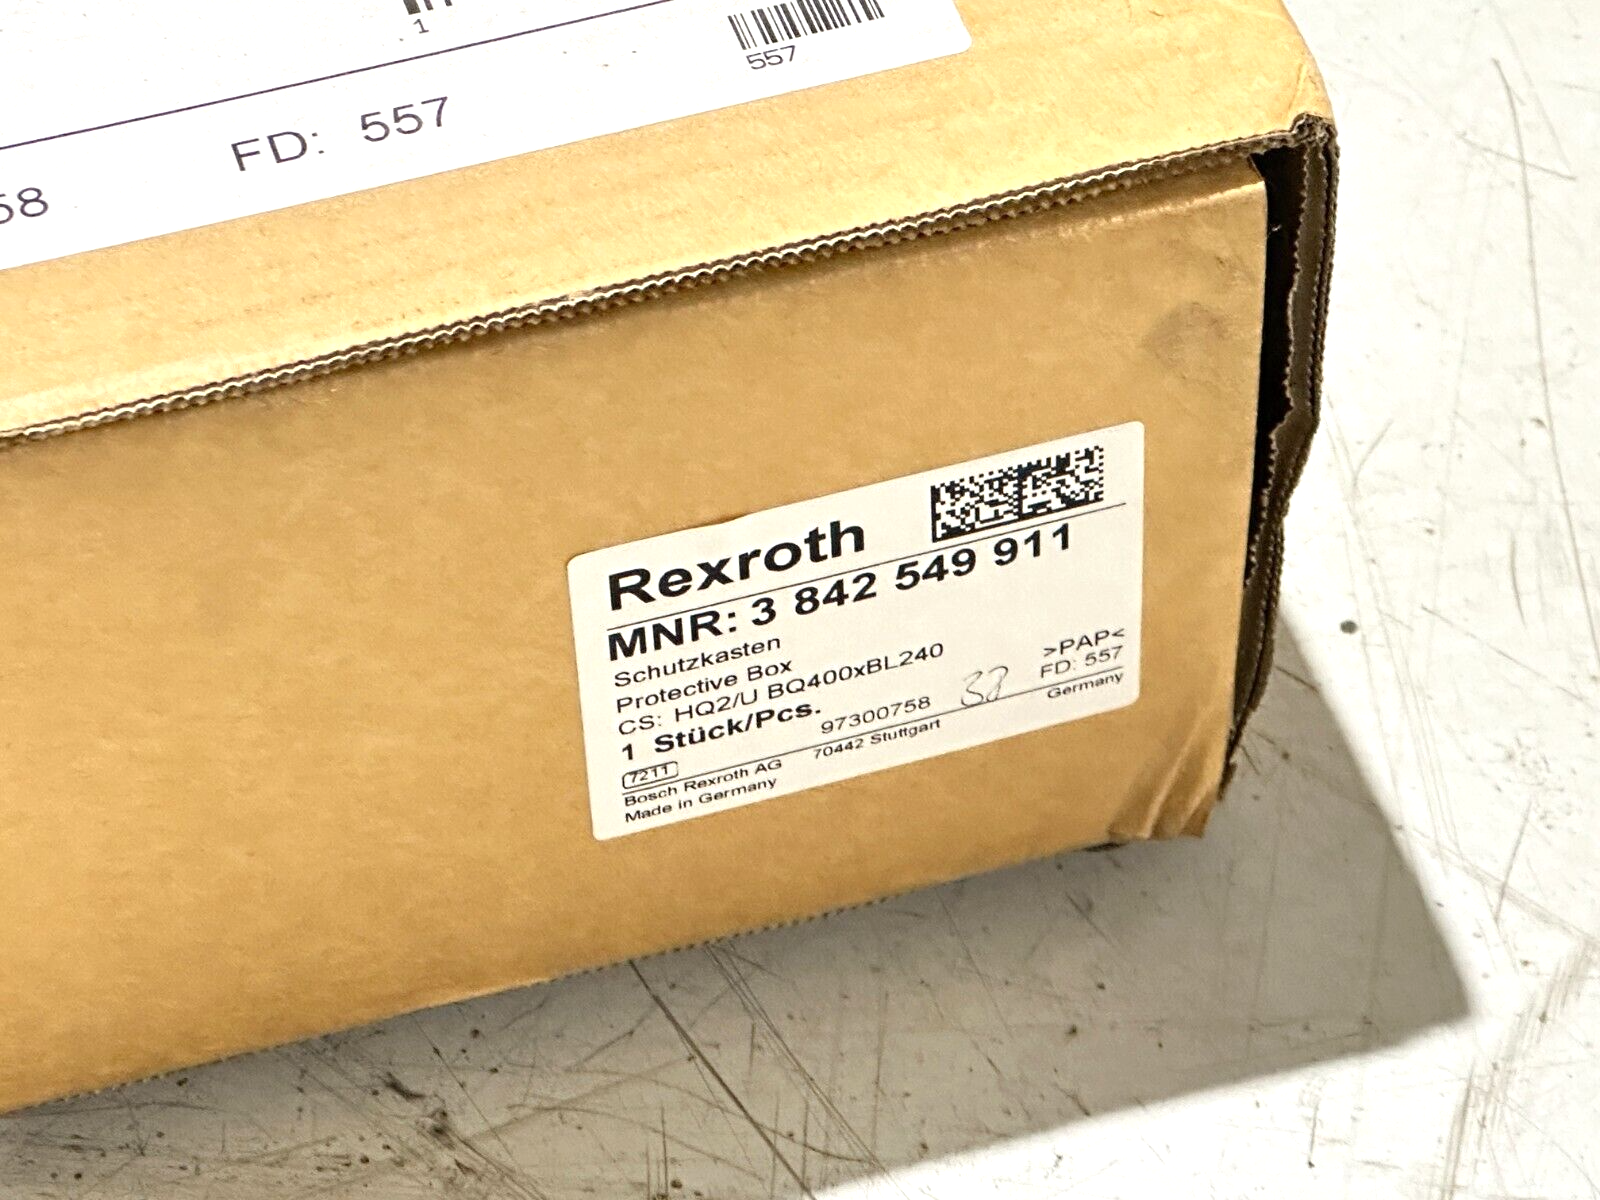 1
557
FD: 557
58
Rexroth
MNR: 3 842 549 911
Schutzkasten
Protective Box
CS: HQ2/U BQ400xBL240
>PAP<
1 Stück/Pcs.
97300758
FD: 557
7211
Bosch Rexroth AG
70442 Stuttgart
Germany
Made in Germany